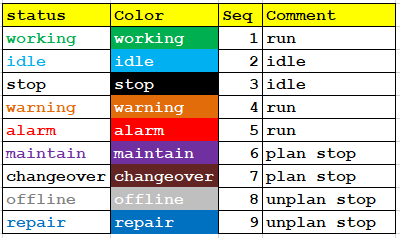 status Color Seq Comment
working working 1 run
idle idle 2 idle
stop stop 3 idle
warning warning 4 run
alarm alarm 5 run
maintain maintain 6 plan stop
changeover changeover 7 plan stop
offline offline 8 unplan stop
repair repair 9 unplan stop